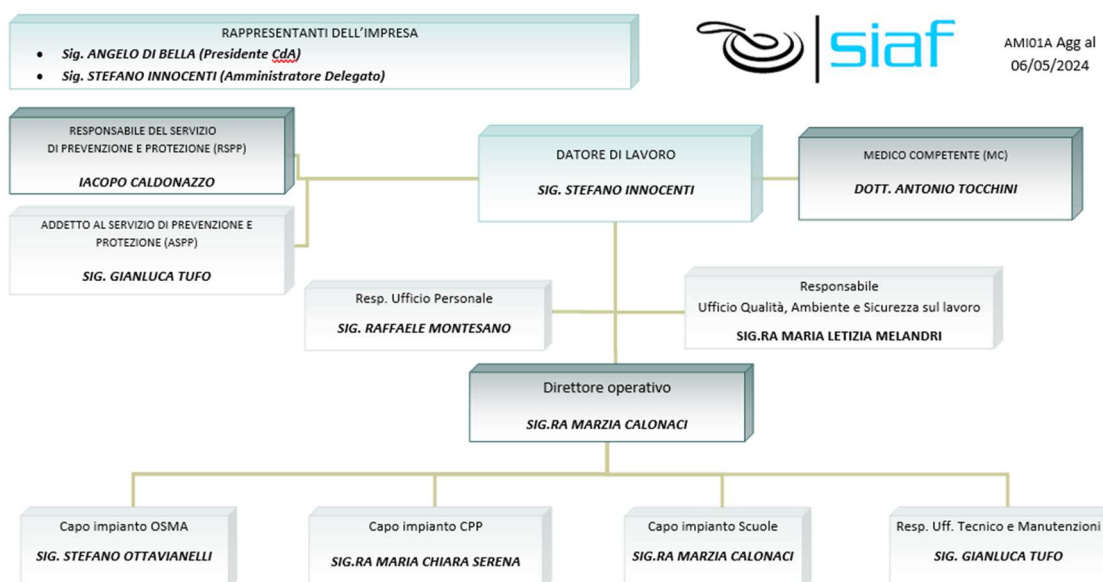 RAPPRESENTANTI DELL'IMPRESA
• Sig. ANGELO DI BELLA (Presidente CdA)
• Sig. STEFANO INNOCENTI (Amministratore Delegato)
siaf
AMI01A Agg al
06/05/2024
RESPONSABILE DEL SERVIZIO
DI PREVENZIONE E PROTEZIONE (RSPP)
IACOPO CALDONAZZO
DATORE DI LAVORO
SIG. STEFANO INNOCENTI
MEDICO COMPETENTE (MC)
DOTT. ANTONIO TOCCHINI
ADDETTO AL SERVIZIO DI PREVENZIONE E
PROTEZIONE (ASPP)
SIG. GIANLUCA TUFO
Resp. Ufficio Personale
SIG. RAFFAELE MONTESANO
Responsabile
Ufficio Qualità, Ambiente e Sicurezza sul lavoro
SIG.RA MARIA LETIZIA MELANDRI
Direttore operativo
SIG.RA MARZIA CALONACI
Capo impianto OSMA
SIG. STEFANO OTTAVIANELLI
Capo impianto CPP
SIG.RA MARIA CHIARA SERENA
Capo impianto Scuole
SIG.RA MARZIA CALONACI
Resp. Uff. Tecnico e Manutenzioni
SIG. GIANLUCA TUFO